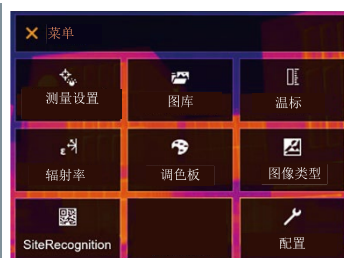 菜单
测量设置
图库
温标
辐射率
调色板
图像类型
SiteRecognition
配置